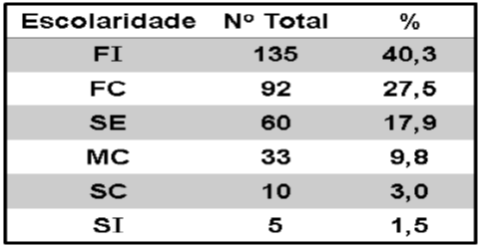 Escolaridade Nº Total %
FI 135 40,3
FC 92 27,5
SE 60 17,9
MC 33 9,8
SC 10 3,0
SI 5 1,5